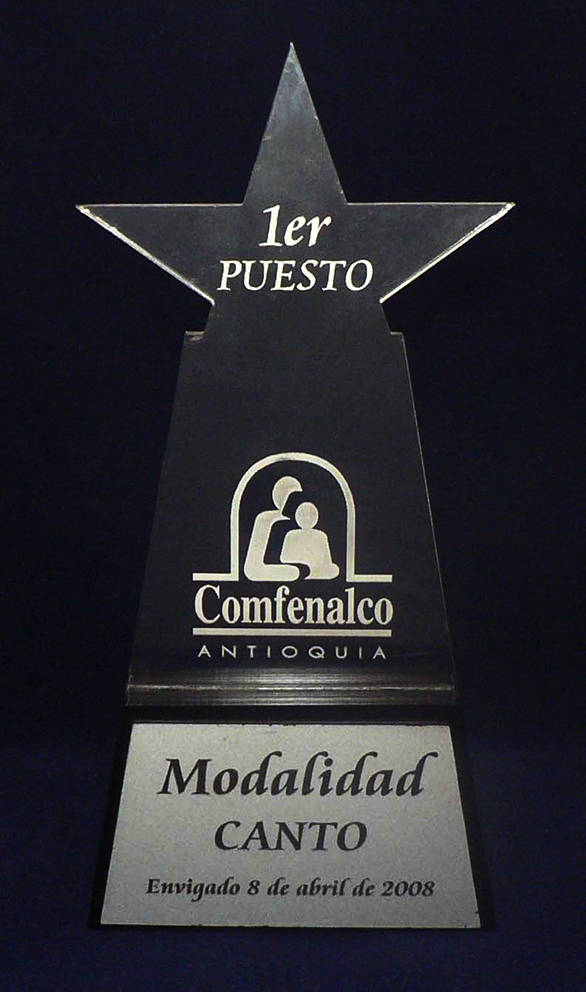 1er
PUESTO
Comfenalco
ANTIOQUIA
Modalidad
CANTO
Envigado 8 de abril de 2008